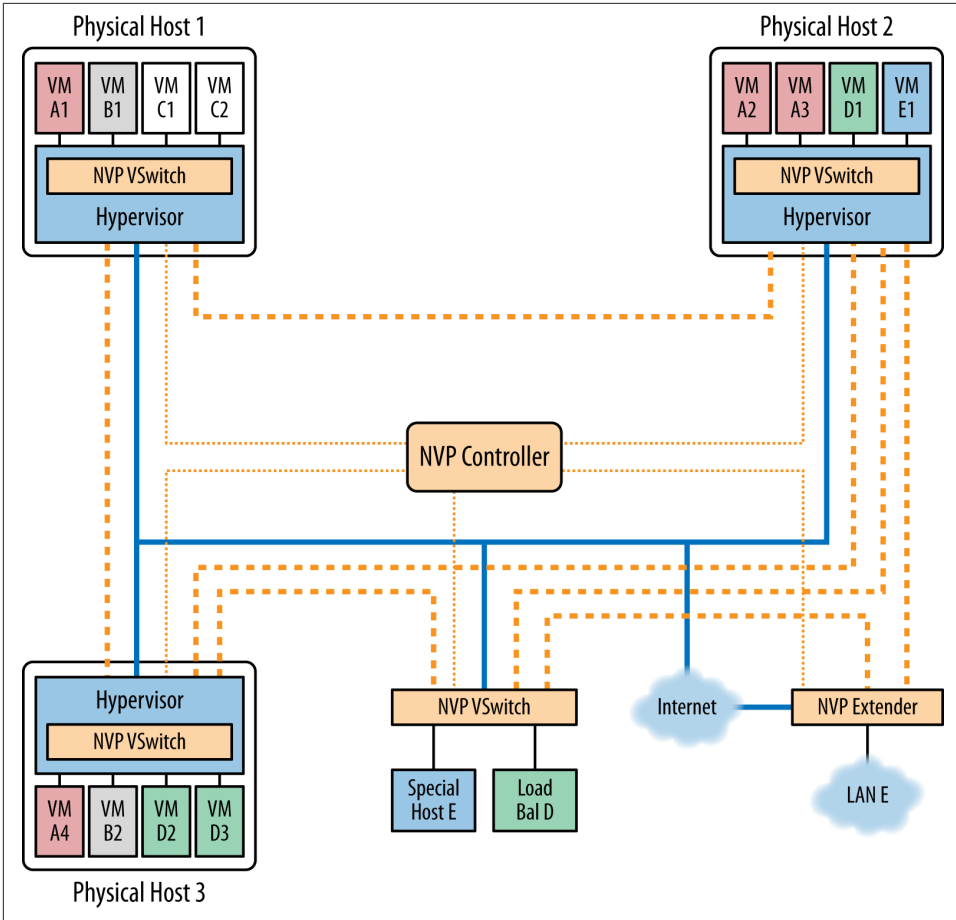 Physical Host 1
Physical Host 2
VM A1
VM B1
VM C1
VM C2
NVP VSwitch
Hypervisor
VM A2
VM A3
VM D1
VM E1
NVP VSwitch
Hypervisor
NVP Controller
Hypervisor
NVP VSwitch
VM A4
VM B2
VM D2
VM D3
Physical Host 3
NVP VSwitch
Special
Host E
Load
Bal D
Internet
NVP Extender
LAN E